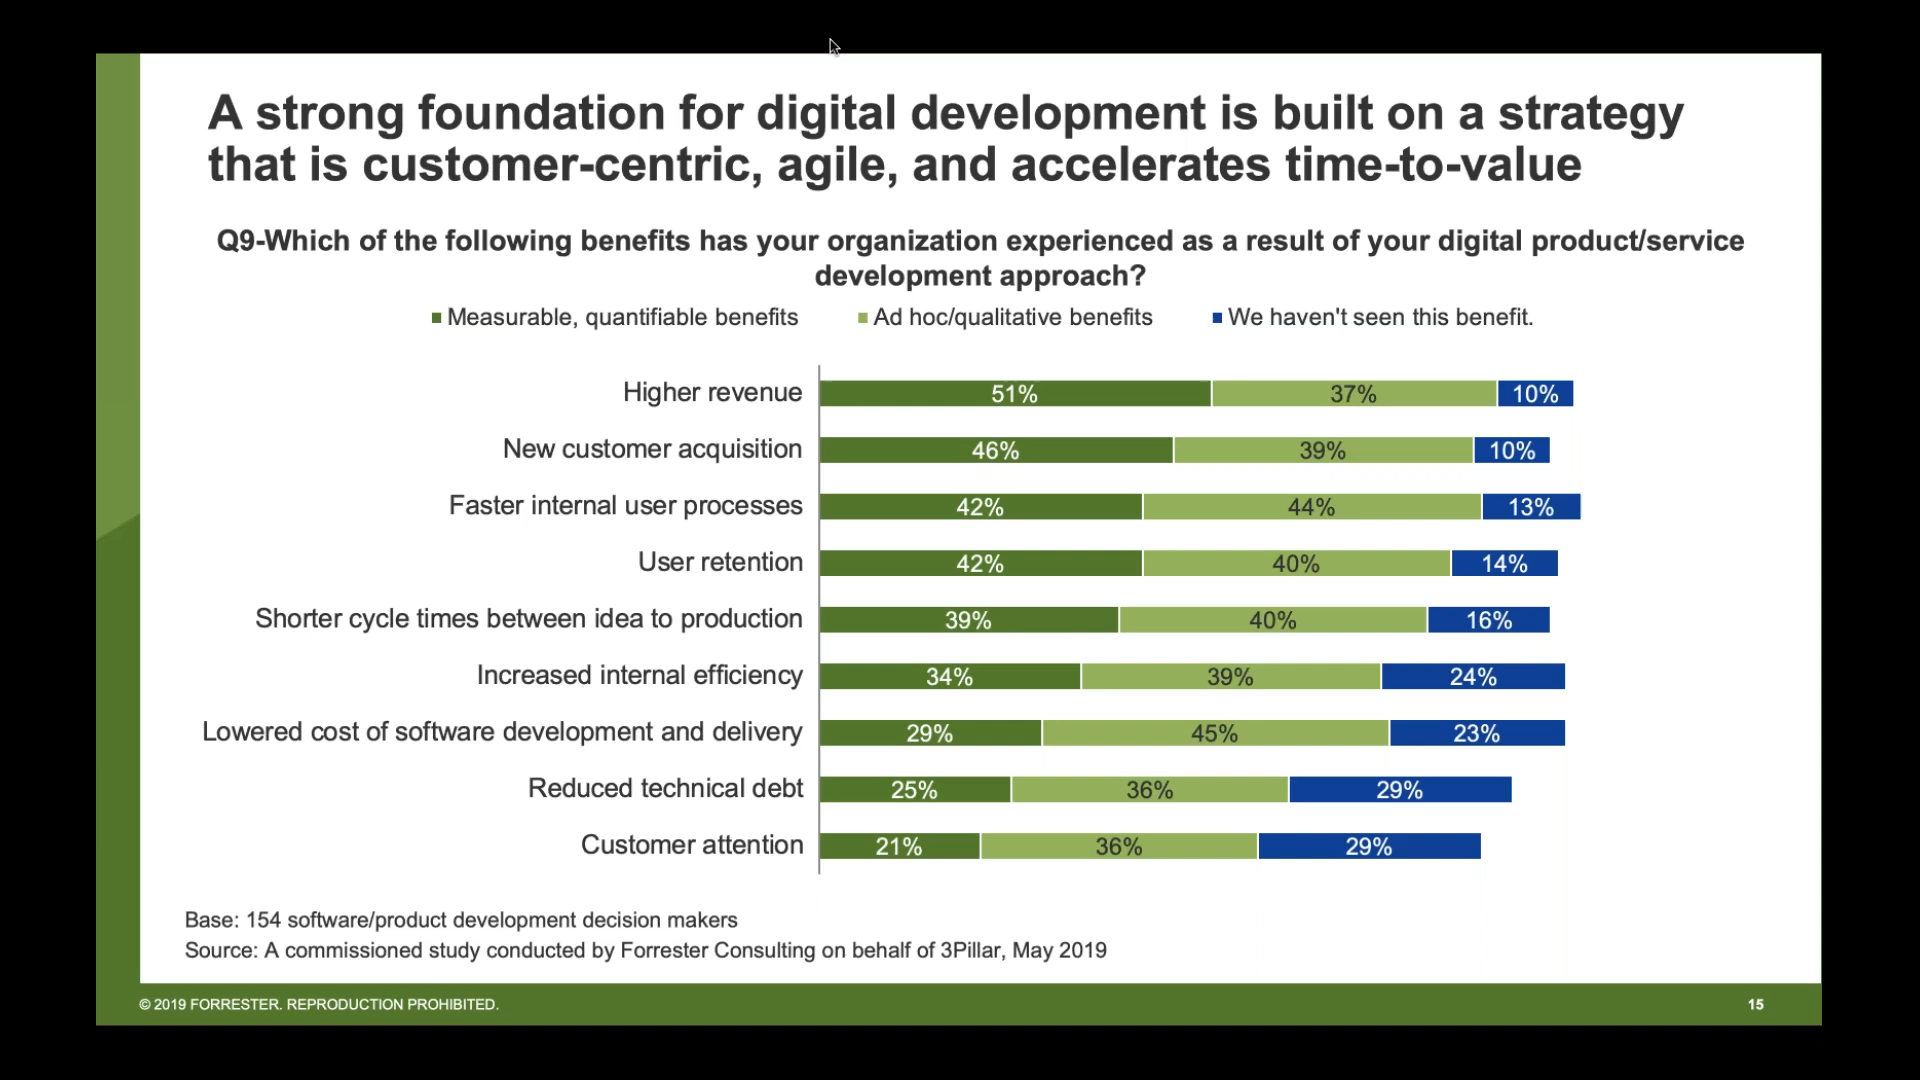 A strong foundation for digital development is built on a strategy
that is customer-centric, agile, and accelerates time-to-value
Q9-Which of the following benefits has your organization experienced as a result of your digital product/service
development approach?
Measurable, quantifiable benefits Ad hoc/qualitative benefits We haven't seen this benefit.
Higher revenue 51% 37% 10%
New customer acquisition 46% 39% 10%
Faster internal user processes 42% 44% 13%
User retention 42% 40% 14%
Shorter cycle times between idea to production 39% 40% 16%
Increased internal efficiency 34% 39% 24%
Lowered cost of software development and delivery 29% 45% 23%
Reduced technical debt 25% 36% 29%
Customer attention 21% 36% 29%
Base: 154 software/product development decision makers
Source: A commissioned study conducted by Forrester Consulting on behalf of 3Pillar, May 2019
© 2019 FORRESTER. REPRODUCTION PROHIBITED. 15